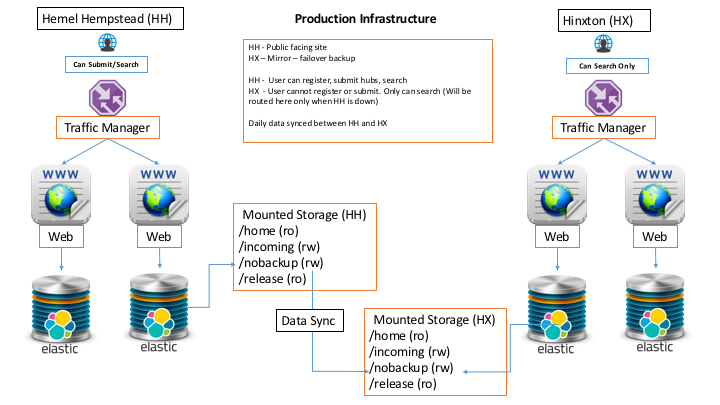 Hemel Hempstead (HH)
Production Infrastructure
Hinxton (HX)
Can Submit/Search
HH - Public facing site
HX – Mirror – failover backup
HH - User can register, submit hubs, search
HX - User cannot register or submit. Only can search (Will be
routed here only when HH is down)
Daily data synced between HH and HX
Can Search Only
Traffic Manager
Traffic Manager
WWW
WWW
WWW
WWW
Web
Web
Web
Web
Mounted Storage (HH)
/home (ro)
/incoming (rw)
/nobackup (rw)
/release (ro)
elastic
elastic
elastic
elastic
Data Sync
Mounted Storage (HX)
/home (ro)
/incoming (rw)
/nobackup (rw)
/release (ro)